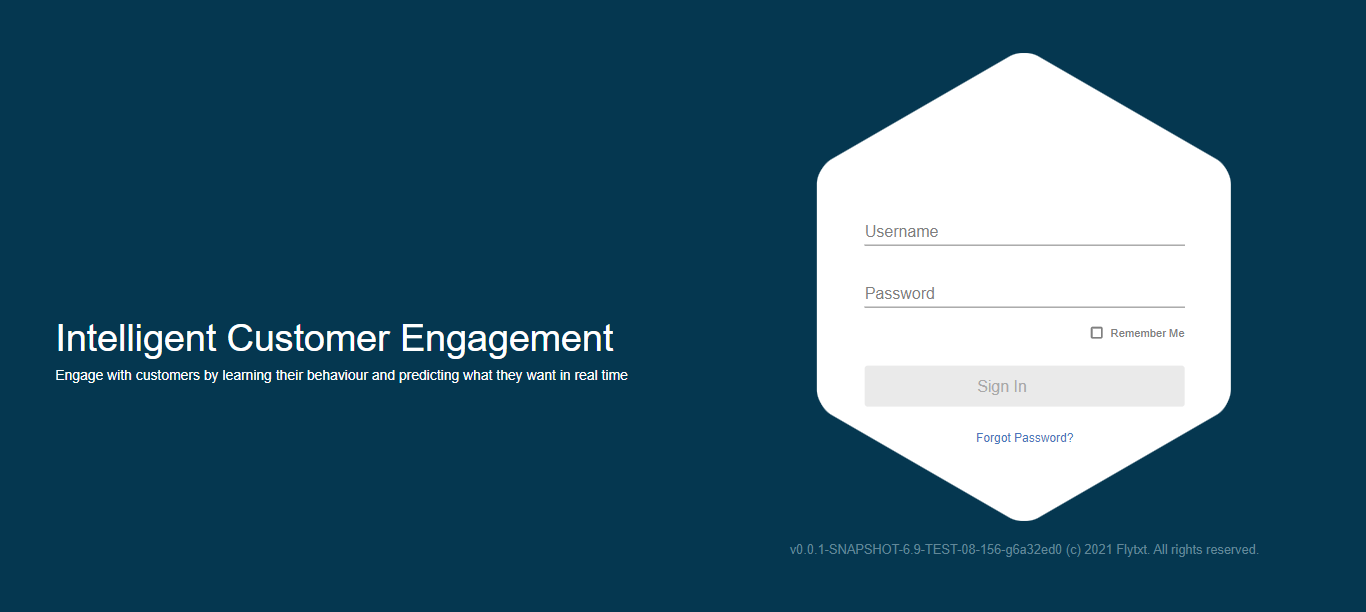 Intelligent Customer Engagement
Engage with customers by learning their behaviour and predicting what they want in real time
Username
Password
Remember Me
Sign In
Forgot Password?
v0.0.1-SNAPSHOT-6.9-TEST-08-156-g6a32ed0 (c) 2021 Flytxt. All rights reserved.